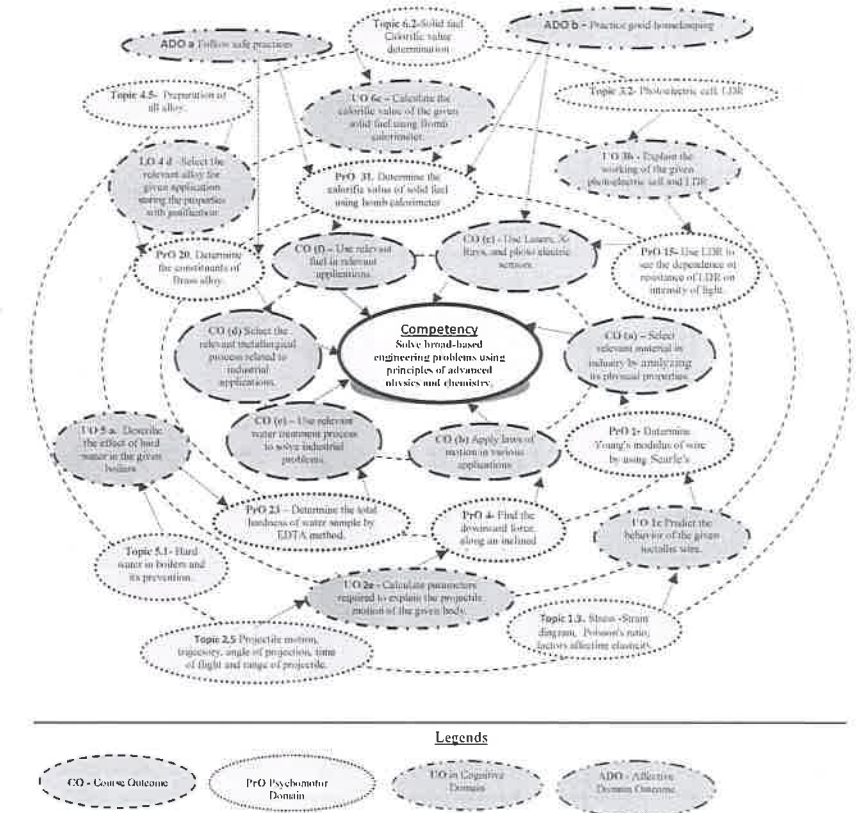 Topic 6.2-Solid fuel
Calorific value
determination
ADO a Follow safe practices
ADO b – Practice good housekeeping
Topic 4.5- Preparation of
all alloy.
UO 6c – Calculate the
calorific value of the given
solid fuel using Bomb
calorimeter.
Topic 3.2- Photoelectric cell, LDR
LO 4 d - Select the
relevant alloy for
given application
stating the properties
with justification
UO 3b - Explain the
working of the given
photoelectric cell and LDR
PrO 31. Determine the
calorific value of solid fuel
using bomb calorimeter
PrO 20. Determine
the constituents of
Brass alloy.
CO (f) – Use relevant
fuel in relevant
applications.
CO (c) - Use Lasers, X-
Rays, and photo electric
sensors.
PrO 15- Use LDR to
see the dependence of
resistance of LDR on
intensity of light.
CO (d) Select the
relevant metallurgical
process related to
industrial
applications.
Competency
Solve broad-based
engineering problems using
principles of advanced
physics and chemistry.
CO (a) – Select
relevant material in
industry by analyzing
its physical properties.
UO 5 a. Describe
the effect of hard
water in the given
boilers
CO (e) – Use relevant
water treatment process
to solve industrial
problems.
CO (b) Apply laws of
motion in various
applications
PrO 1- Determine
Young's modulus of wire
by using Searle's
PrO 23 – Determine the total
hardness of water sample by
EDTA method.
PrO 4- Find the
downward force,
along an inclined
UO 1c Predict the
behavior of the given
metallic wire.
Topic 5.1- Hard
water in boilers and
its prevention.
UO 2e - Calculate parameters
required to explain the projectile
motion of the given body.
Topic 2.5 Projectile motion,
trajectory, angle of projection, time
of flight and range of projectile.
Topic 1.3- Stress -Strain
diagram, Poisson's ratio,
factors affecting elasticity
Legends
CO - Course Outcome
PrO Psychomotor
Domain
UO in Cognitive
Domain
ADO - Affective
Domain Outcome